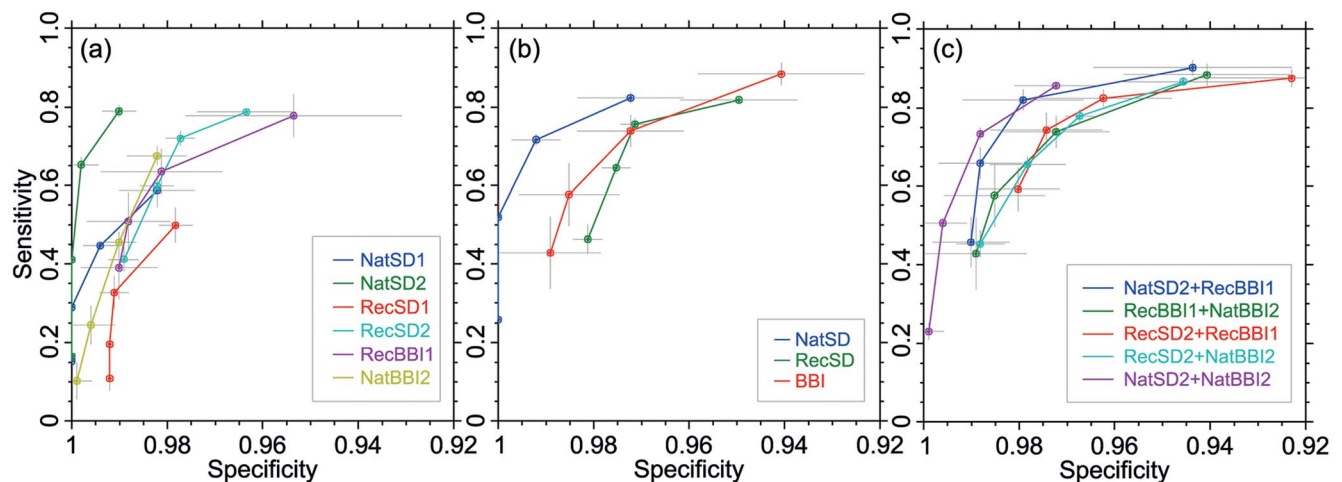 (a)
Sensitivity
1.0
0.8
0.6
0.4
0.2
0
1
0.98
0.96
0.94
0.92
Specificity
NatSD1
NatSD2
RecSD1
RecSD2
RecBBI1
NatBBI2
(b)
1
0.98
0.96
0.94
0.92
Specificity
NatSD
RecSD
BBI
(c)
1.0
0.8
0.6
0.4
0.2
0
1
0.98
0.96
0.94
0.92
Specificity
NatSD2+RecBBI1
RecBBI1+NatBBI2
RecSD2+RecBBI1
RecSD2+NatBBI2
NatSD2+NatBBI2
1.0
0.8
0.6
0.4
0.2
0